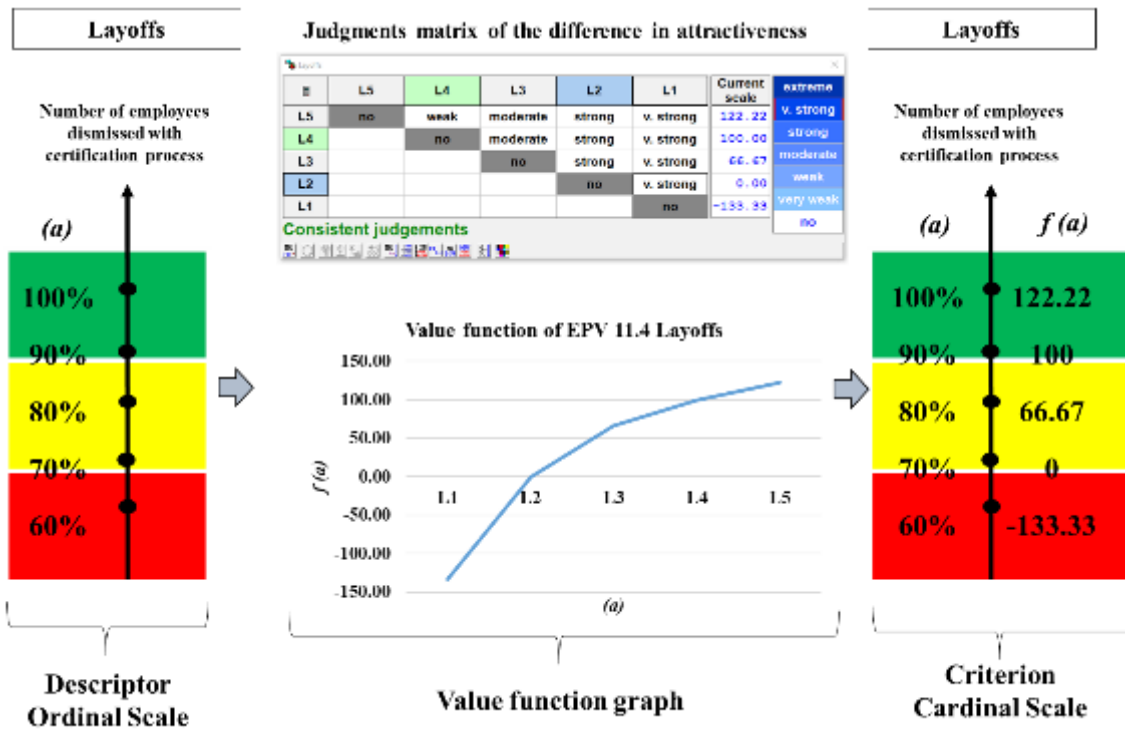 Layoffs
Judgments matrix of the difference in attractiveness
Layoffs
Number of employees
dismissed with
certification process
(a)
100%
90%
80%
70%
60%
Descriptor
Ordinal Scale
Layoffs
L5 L4 L3 L2 L1 Current scale
L5 no weak moderate strong v. strong 122.22
L4 no moderate strong v. strong 100.00
L3 no strong v. strong 66.67
L2 no v. strong 0.00
L1 no -133.33
extreme
v. strong
strong
moderate
weak
very weak
no
Consistent judgements
Value function of EPV 11.4 Layoffs
150.00
100.00
50.00
0.00
-50.00
-100.00
-150.00
f (a)
L1 L2 L3 L4 L5
(a)
Value function graph
Number of employees
dismissed with
certification process
(a) f (a)
100% 122.22
90% 100
80% 66.67
70% 0
60% -133.33
Criterion
Cardinal Scale